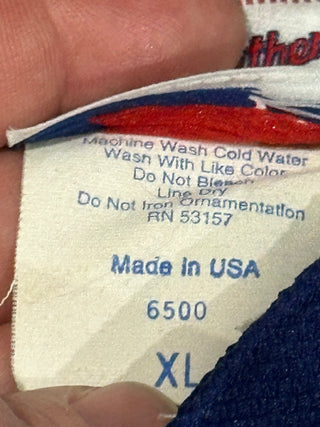 Machine Wash Cold Water
Wash With Like Color
Do Not Bleach
Line Dry
Do Not Iron Ornamentation
RN 53157
Made in USA
6500
XL